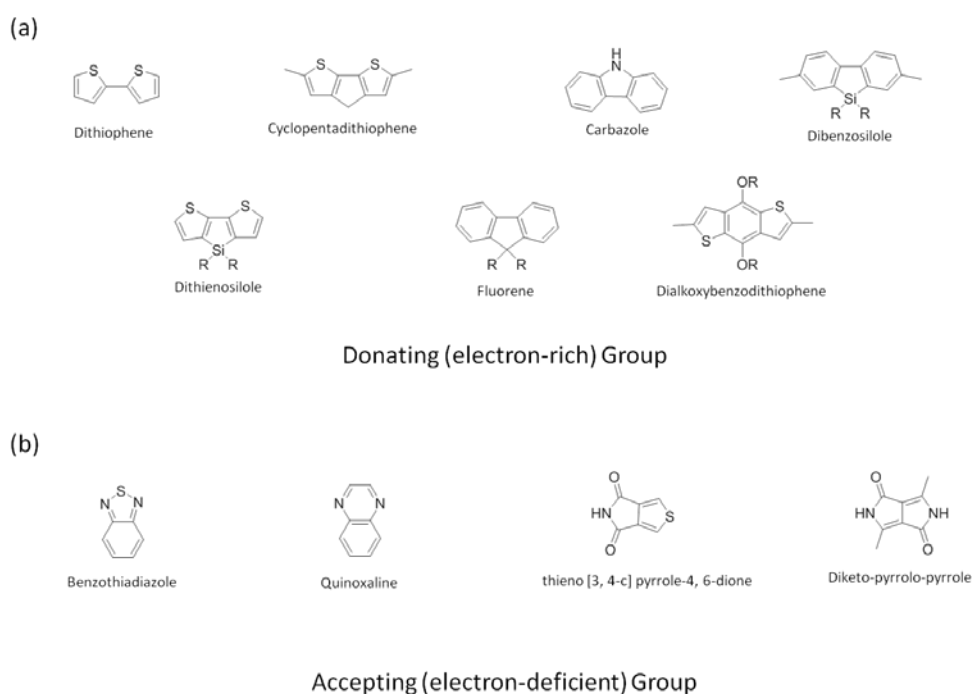 (a)
S S
Dithiophene
S S
Cyclopentadithiophene
H
N
Carbazole
Si
R R
Dibenzosilole
S S
Si
R R
Dithienosilole
R R
Fluorene
OR
S
S
OR
Dialkoxybenzodithiophene
Donating (electron-rich) Group
(b)
S
N N
Benzothiadiazole
N N
Quinoxaline
O
HN S
O
thieno [3, 4-c] pyrrole-4, 6-dione
O
HN NH
O
Diketo-pyrrolo-pyrrole
Accepting (electron-deficient) Group